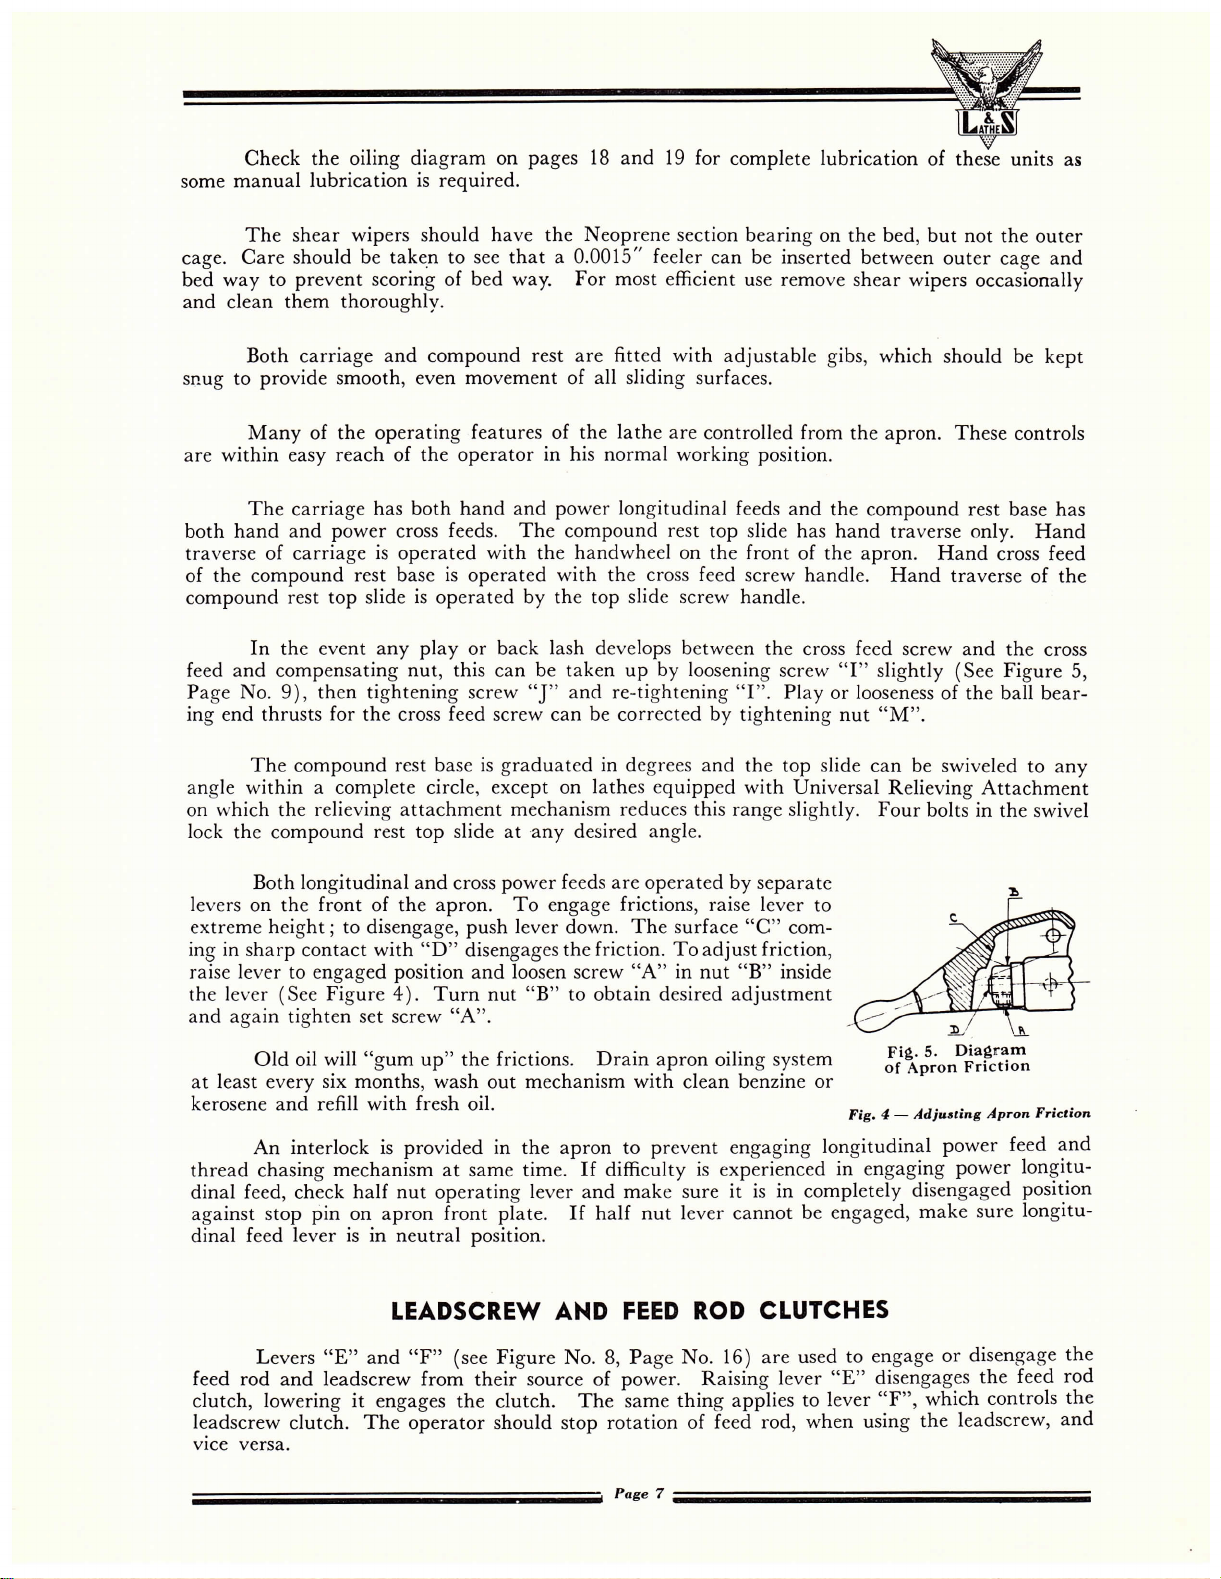 L & S
LATHE
Check the oiling diagram on pages 18 and 19 for complete lubrication of these units as
some manual lubrication is required.
The shear wipers should have the Neoprene section bearing on the bed, but not the outer
cage. Care should be taken to see that a 0.0015″ feeler can be inserted between outer cage and
bed way to prevent scoring of bed way. For most efficient use remove shear wipers occasionally
and clean them thoroughly.
Both carriage and compound rest are fitted with adjustable gibs, which should be kept
snug to provide smooth, even movement of all sliding surfaces.
Many of the operating features of the lathe are controlled from the apron. These controls
are within easy reach of the operator in his normal working position.
The carriage has both hand and power longitudinal feeds and the compound rest base has
both hand and power cross feeds. The compound rest top slide has hand traverse only. Hand
traverse of carriage is operated with the handwheel on the front of the apron. Hand cross feed
of the compound rest base is operated with the cross feed screw handle. Hand traverse of the
compound rest top slide is operated by the top slide screw handle.
In the event any play or back lash develops between the cross feed screw and the cross
feed and compensating nut, this can be taken up by loosening screw “I” slightly (See Figure 5,
Page No. 9), then tightening screw “J” and re-tightening “I”. Play or looseness of the ball bear-
ing end thrusts for the cross feed screw can be corrected by tightening nut “M”.
The compound rest base is graduated in degrees and the top slide can be swiveled to any
angle within a complete circle, except on lathes equipped with Universal Relieving Attachment
on which the relieving attachment mechanism reduces this range slightly. Four bolts in the swivel
lock the compound rest top slide at any desired angle.
Both longitudinal and cross power feeds are operated by separate
levers on the front of the apron. To engage frictions, raise lever to
extreme height ; to disengage, push lever down. The surface “C” com-
ing in sharp contact with “D” disengages the friction. To adjust friction,
raise lever to engaged position and loosen screw “A” in nut “B” inside
the lever (See Figure 4). Turn nut “B” to obtain desired adjustment
and again tighten set screw “A”.
Old oil will “gum up” the frictions. Drain apron oiling system
at least every six months, wash out mechanism with clean benzine or
kerosene and refill with fresh oil.
B
C
D
A
Fig. 5. Diagram
of Apron Friction
Fig. 4 — Adjusting Apron Friction
An interlock is provided in the apron to prevent engaging longitudinal power feed and
thread chasing mechanism at same time. If difficulty is experienced in engaging power longitu-
dinal feed, check half nut operating lever and make sure it is in completely disengaged position
against stop pin on apron front plate. If half nut lever cannot be engaged, make sure longitu-
dinal feed lever is in neutral position.
LEADSCREW AND FEED ROD CLUTCHES
Levers “E” and “F” (see Figure No. 8, Page No. 16) are used to engage or disengage the
feed rod and leadscrew from their source of power. Raising lever “E” disengages the feed rod
clutch, lowering it engages the clutch. The same thing applies to lever “F”, which controls the
leadscrew clutch. The operator should stop rotation of feed rod, when using the leadscrew, and
vice versa.
Page 7